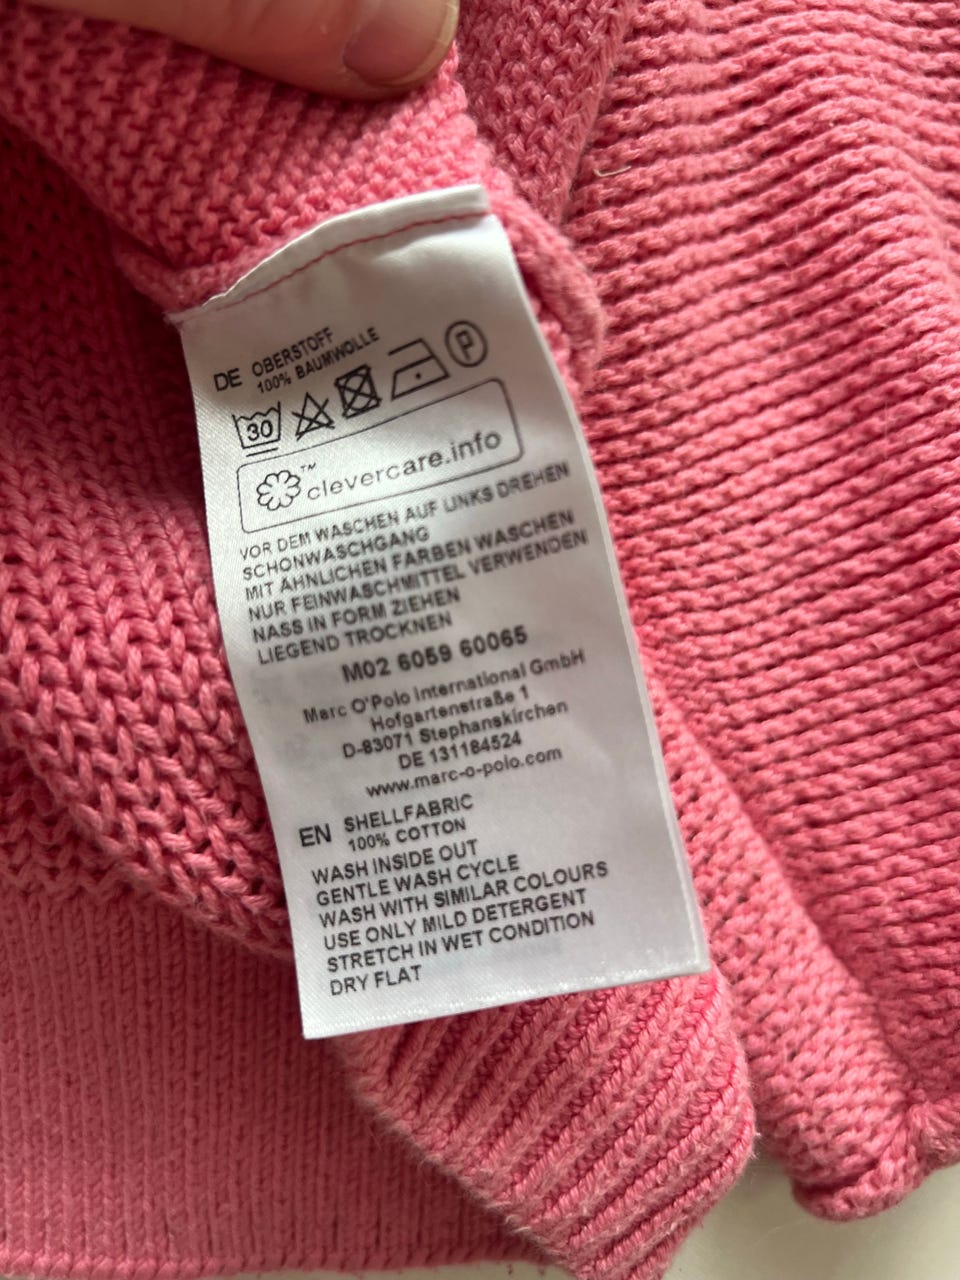 DE OBERSTOFF
100% BAUMWOLLE
30 P
™ clevercare.info
VOR DEM WASCHEN AUF LINKS DREHEN
SCHONWASCHGANG
MIT ÄHNLICHEN FARBEN WASCHEN
NUR FEINWASCHMITTEL VERWENDEN
NASS IN FORM ZIEHEN
LIEGEND TROCKNEN
M02 6059 60065
Marc O'Polo International GmbH
Hofgartenstraße 1
D-83071 Stephanskirchen
DE 131184524
www.marc-o-polo.com
EN SHELLFABRIC
100% COTTON
WASH INSIDE OUT
GENTLE WASH CYCLE
WASH WITH SIMILAR COLOURS
USE ONLY MILD DETERGENT
STRETCH IN WET CONDITION
DRY FLAT